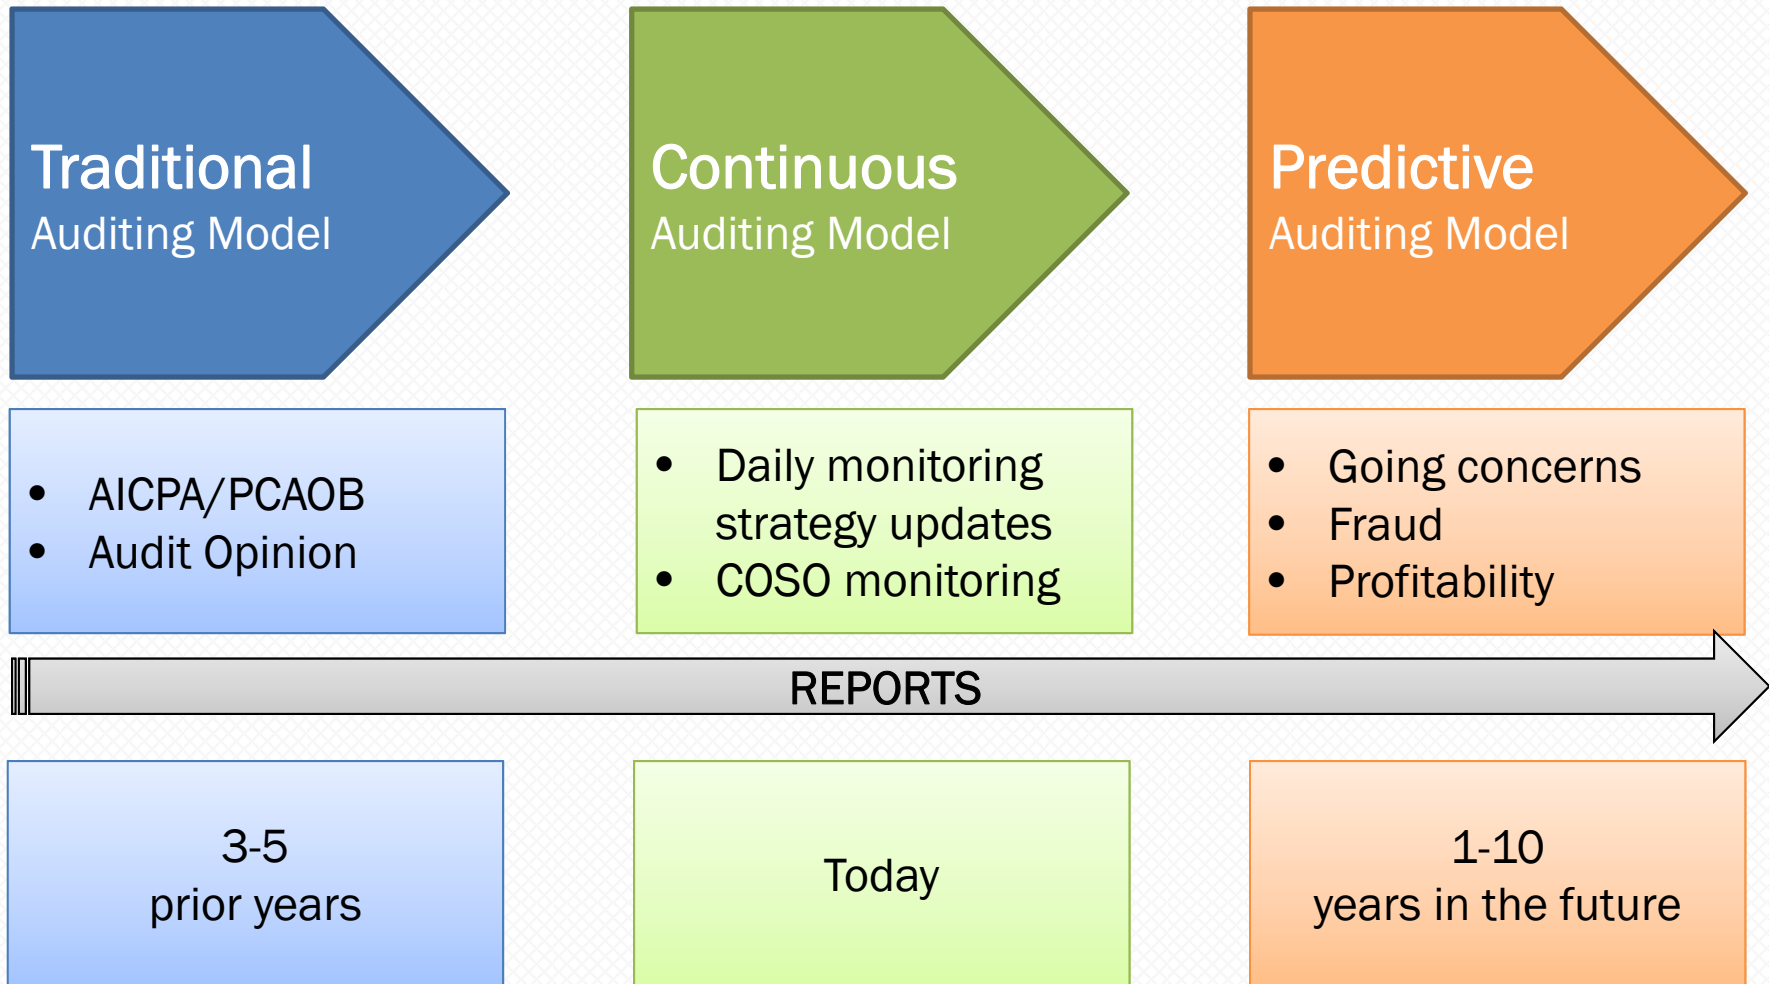 Traditional
Auditing Model
Continuous
Auditing Model
Predictive
Auditing Model
• AICPA/PCAOB
• Audit Opinion
• Daily monitoring
strategy updates
• COSO monitoring
• Going concerns
• Fraud
• Profitability
REPORTS
3-5
prior years
Today
1-10
years in the future